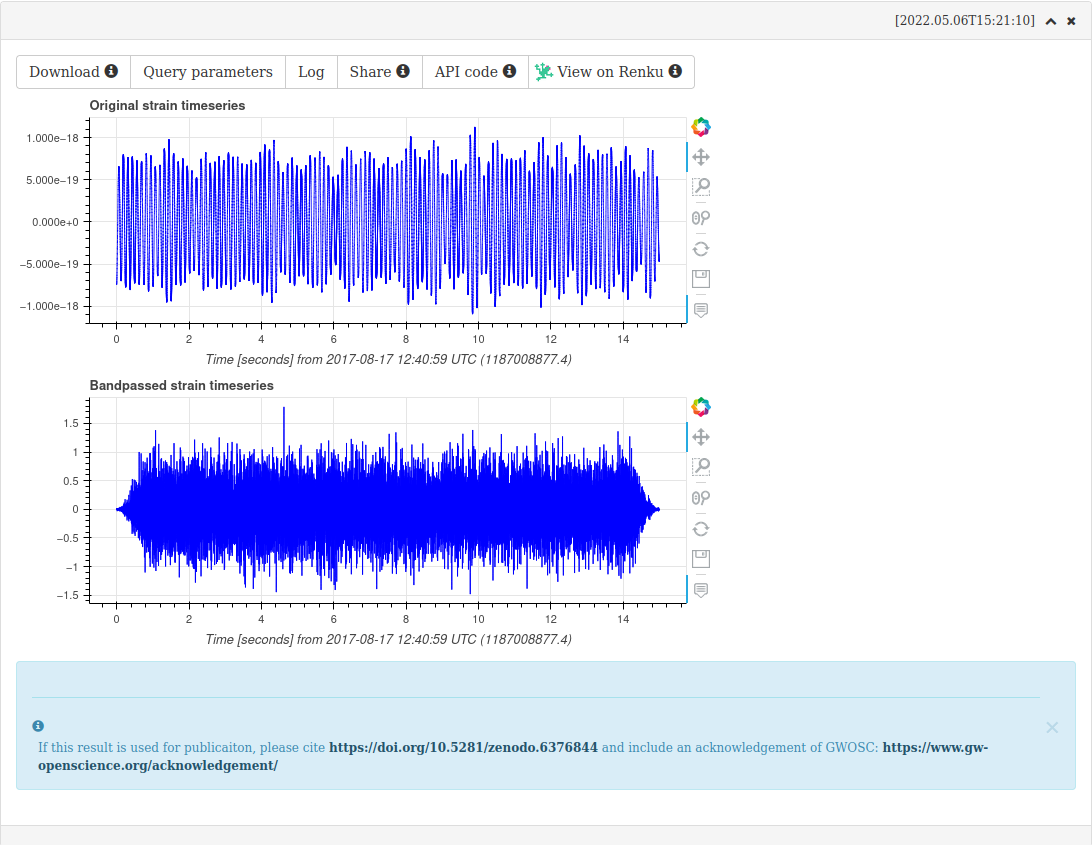 [2022.05.06T15:21:10]
Download Query parameters Log Share API code View on Renku
Original strain timeseries
1.000e−18
5.000e−19
0.000e+0
−5.000e−19
−1.000e−18
0 2 4 6 8 10 12 14
Time [seconds] from 2017-08-17 12:40:59 UTC (1187008877.4)
Bandpassed strain timeseries
1.5
1
0.5
0
−0.5
−1
−1.5
0 2 4 6 8 10 12 14
Time [seconds] from 2017-08-17 12:40:59 UTC (1187008877.4)
If this result is used for publicaiton, please cite https://doi.org/10.5281/zenodo.6376844 and include an acknowledgement of GWOSC: https://www.gw-
openscience.org/acknowledgement/